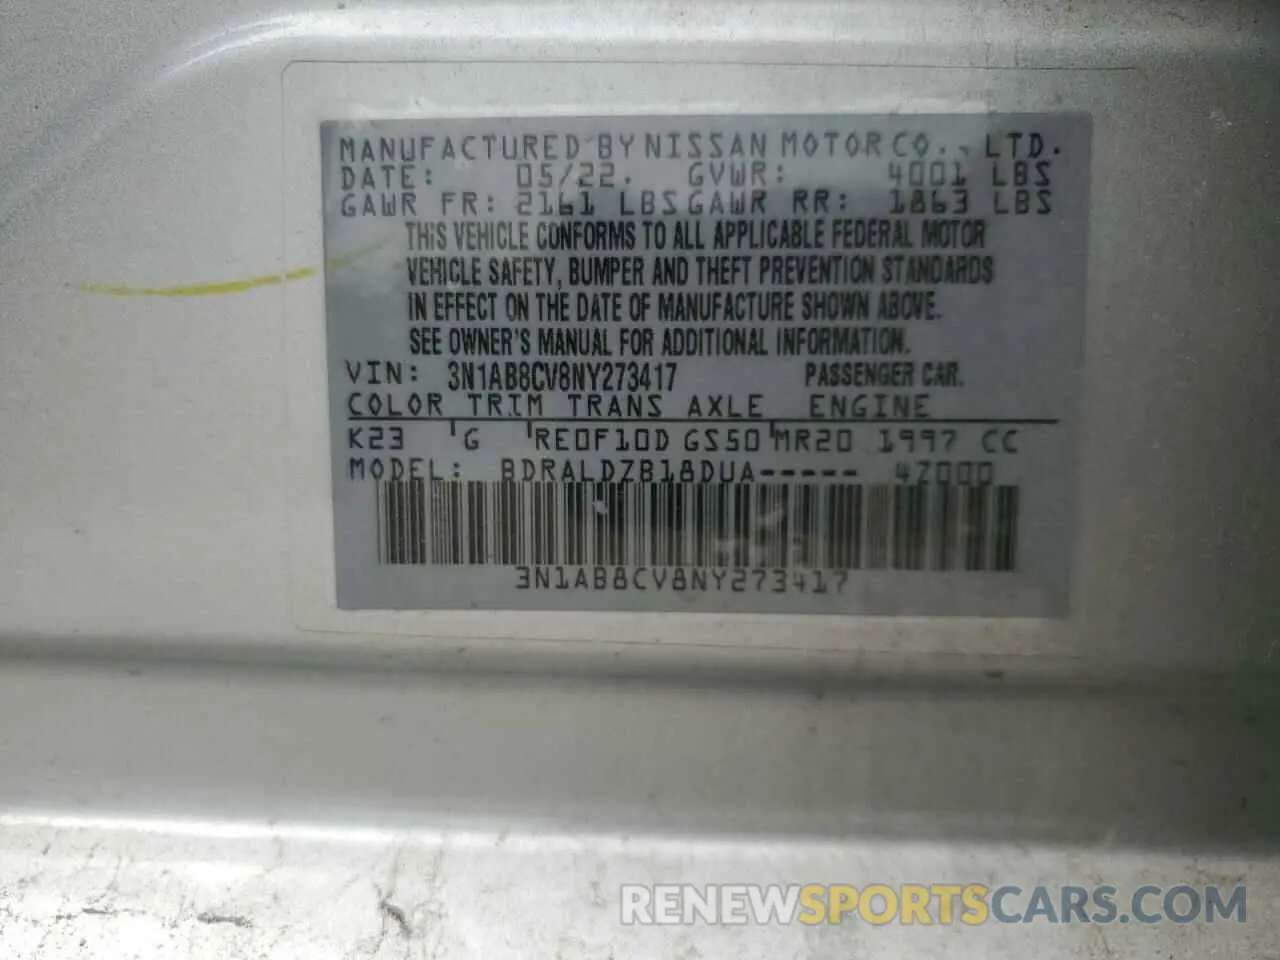 MANUFACTURED BY NISSAN MOTOR CO., LTD.
DATE: 05/22. GVWR: 4001 LBS
GAWR FR: 2161 LBS GAWR RR: 1863 LBS
THIS VEHICLE CONFORMS TO ALL APPLICABLE FEDERAL MOTOR
VEHICLE SAFETY, BUMPER AND THEFT PREVENTION STANDARDS
IN EFFECT ON THE DATE OF MANUFACTURE SHOWN ABOVE.
SEE OWNER'S MANUAL FOR ADDITIONAL INFORMATION.
VIN: 3N1AB8CV8NY273417 PASSENGER CAR.
COLOR TRIM TRANS AXLE ENGINE
K23 G RE0F10D GS50 MR20 1997 CC
MODEL: BDRALDZB18DUA----- 4Z000
3N1AB8CV8NY273417
RENEWSPORTSCARS.COM